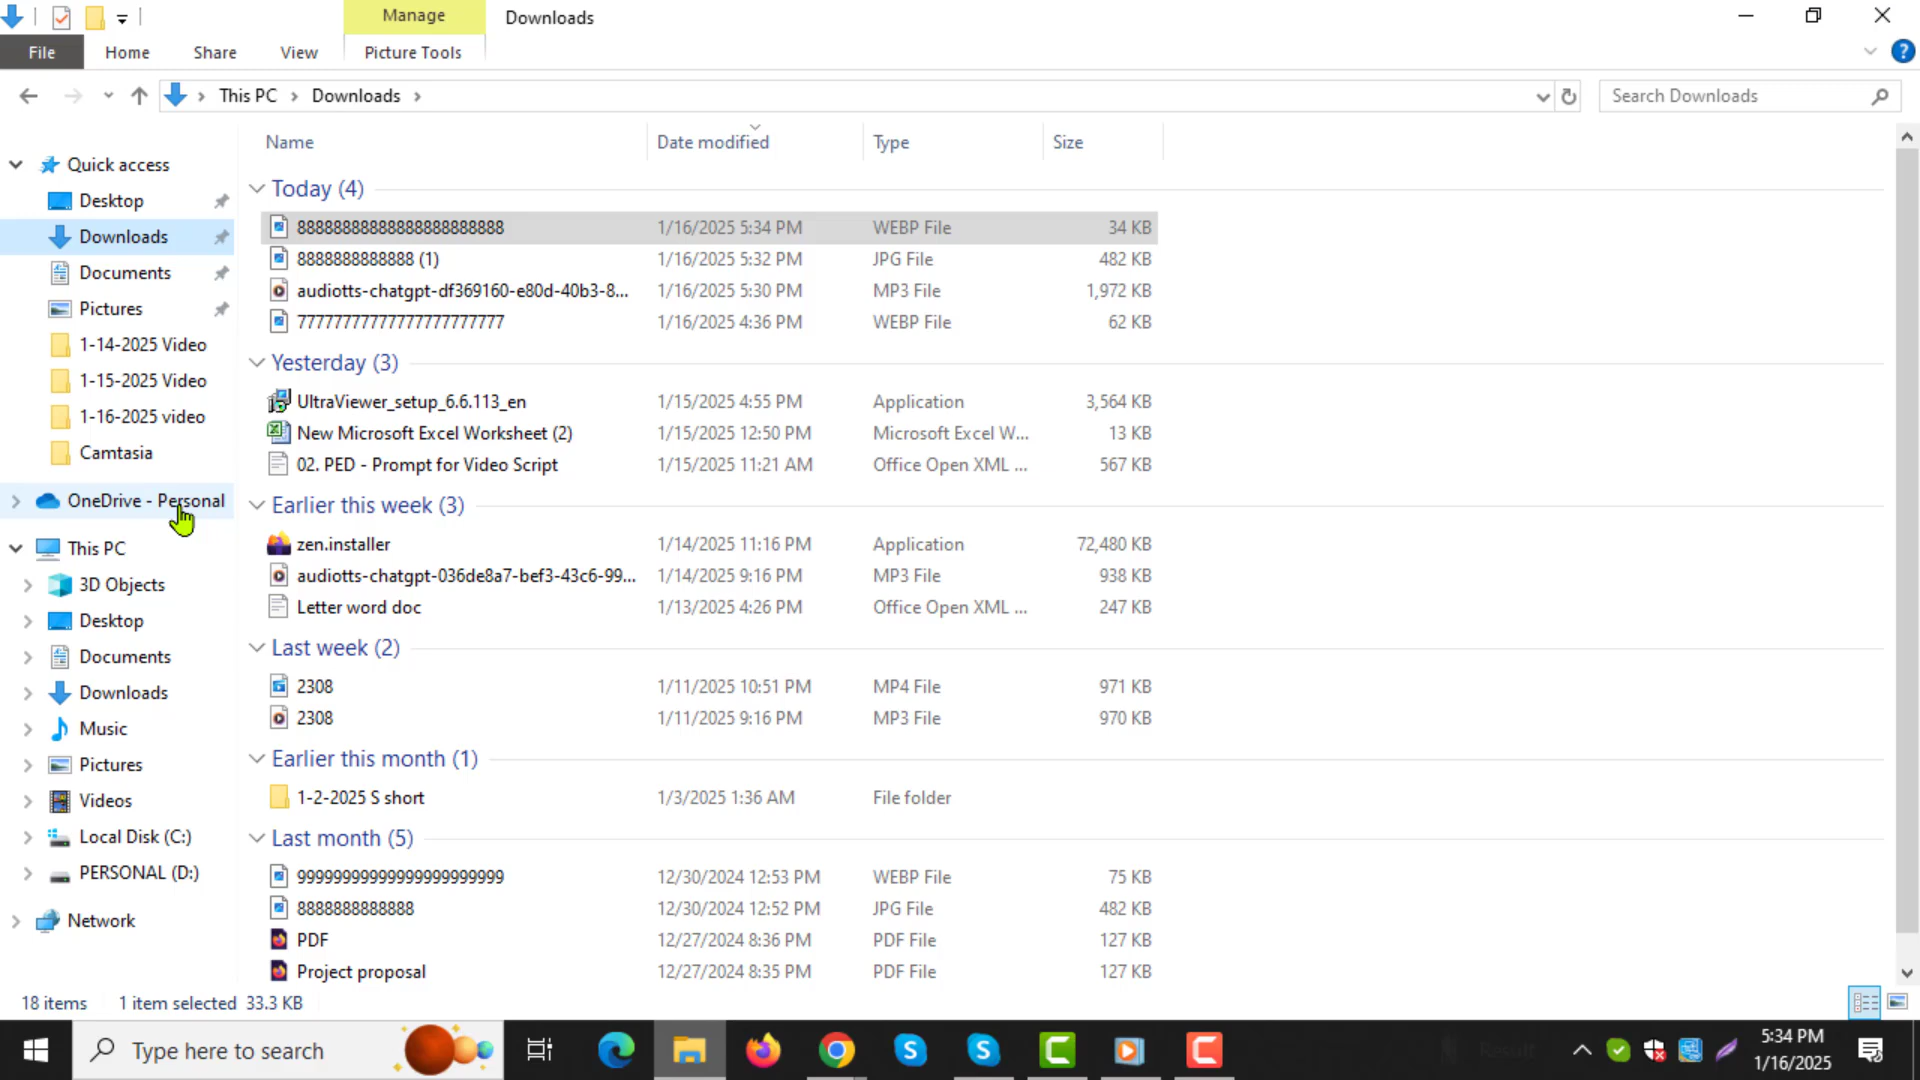 Manage
Downloads
File
Home
Share
View
Picture Tools
This PC
Downloads
Search Downloads
Name
Date modified
Type
Size
Quick access
Desktop
Downloads
Documents
Pictures
1-14-2025 Video
1-15-2025 Video
1-16-2025 video
Camtasia
OneDrive - Personal
This PC
3D Objects
Desktop
Documents
Downloads
Music
Pictures
Videos
Local Disk (C:)
PERSONAL (D:)
Network
Today (4)
88888888888888888888888 1/16/2025 5:34 PM WEBP File 34 KB
8888888888888 (1) 1/16/2025 5:32 PM JPG File 482 KB
audiotts-chatgpt-df369160-e80d-40b3-8... 1/16/2025 5:30 PM MP3 File 1,972 KB
77777777777777777777777 1/16/2025 4:36 PM WEBP File 62 KB
Yesterday (3)
UltraViewer_setup_6.6.113_en 1/15/2025 4:55 PM Application 3,564 KB
New Microsoft Excel Worksheet (2) 1/15/2025 12:50 PM Microsoft Excel W... 13 KB
02. PED - Prompt for Video Script 1/15/2025 11:21 AM Office Open XML ... 567 KB
Earlier this week (3)
zen.installer 1/14/2025 11:16 PM Application 72,480 KB
audiotts-chatgpt-036de8a7-bef3-43c6-99... 1/14/2025 9:16 PM MP3 File 938 KB
Letter word doc 1/13/2025 4:26 PM Office Open XML ... 247 KB
Last week (2)
2308 1/11/2025 10:51 PM MP4 File 971 KB
2308 1/11/2025 9:16 PM MP3 File 970 KB
Earlier this month (1)
1-2-2025 S short 1/3/2025 1:36 AM File folder
Last month (5)
99999999999999999999999 12/30/2024 12:53 PM WEBP File 75 KB
8888888888888 12/30/2024 12:52 PM JPG File 482 KB
PDF 12/27/2024 8:36 PM PDF File 127 KB
Project proposal 12/27/2024 8:35 PM PDF File 127 KB
18 items 1 item selected 33.3 KB
Type here to search
5:34 PM
1/16/2025